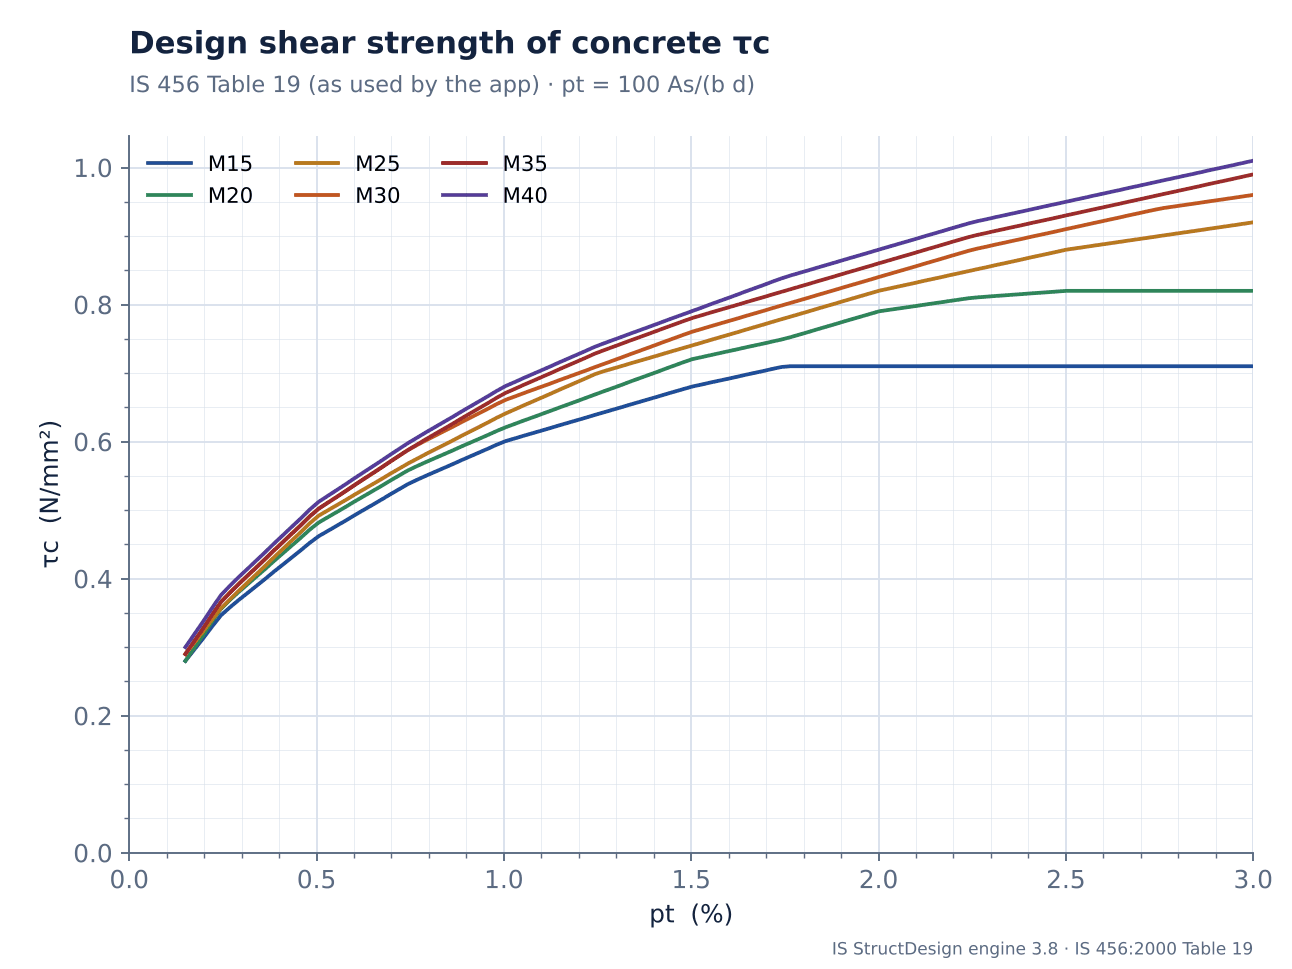 Design shear strength of concrete τc
IS 456 Table 19 (as used by the app) · pt = 100 As/(b d)
M15 M25 M35
M20 M30 M40
1.0
0.8
0.6
0.4
0.2
0.0
τc (N/mm²)
0.0 0.5 1.0 1.5 2.0 2.5 3.0
pt (%)
IS StructDesign engine 3.8 · IS 456:2000 Table 19